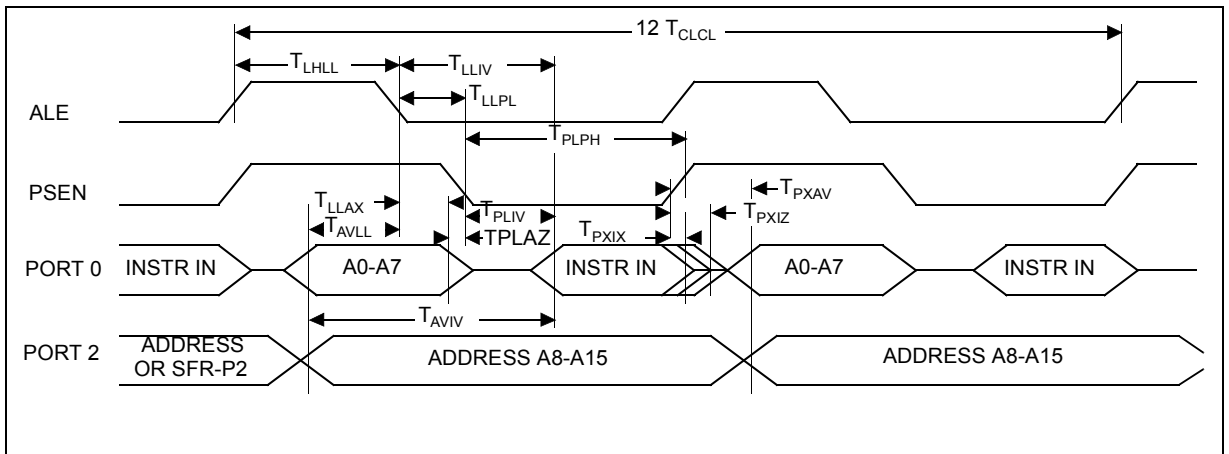 12 TCLCL
TLHLL TLLIV
TLLPL
ALE
TPLPH
PSEN
TLLAX TPLIV TPXAV
TPXIZ
TAVLL TPLAZ TPXIX
PORT 0 INSTR IN A0-A7 INSTR IN A0-A7 INSTR IN
TAVIV
PORT 2 ADDRESS
OR SFR-P2 ADDRESS A8-A15 ADDRESS A8-A15